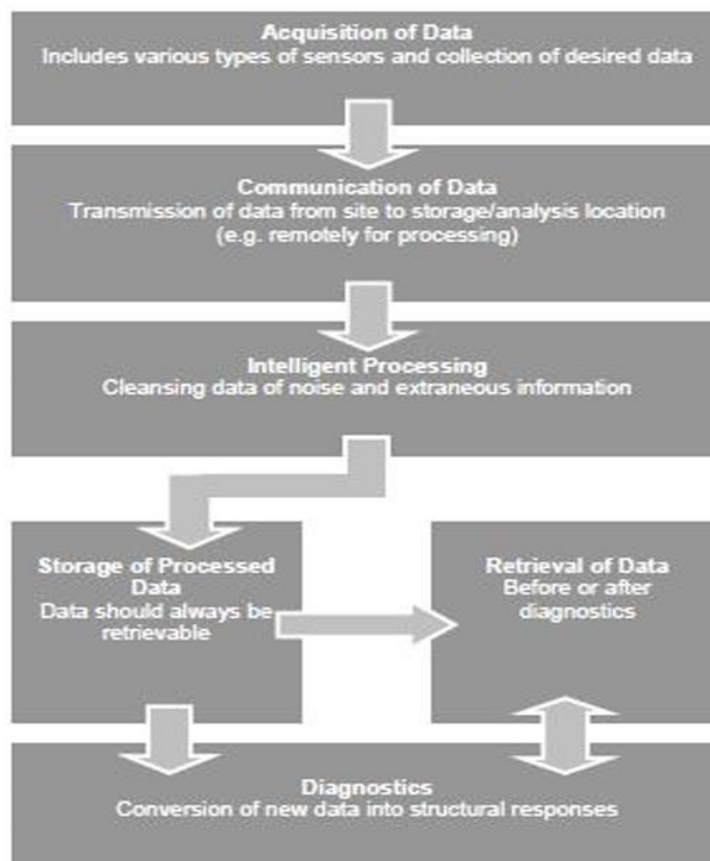 Acquisition of Data
Includes various types of sensors and collection of desired data
Communication of Data
Transmission of data from site to storage/analysis location
(e.g. remotely for processing)
Intelligent Processing
Cleansing data of noise and extraneous information
Storage of Processed
Data
Data should always be
retrievable
Retrieval of Data
Before or after
diagnostics
Diagnostics
Conversion of new data into structural responses